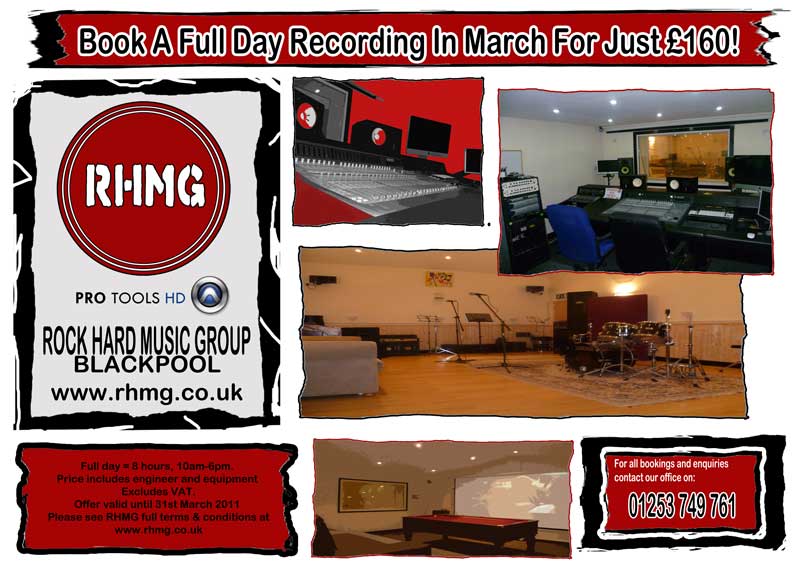 Book A Full Day Recording In March For Just £160!
RHMG
PRO TOOLS HD
ROCK HARD MUSIC GROUP
BLACKPOOL
www.rhmg.co.uk
Full day = 8 hours, 10am-6pm.
Price includes engineer and equipment
Excludes VAT.
Offer valid until 31st March 2011
Please see RHMG full terms & conditions at
www.rhmg.co.uk
For all bookings and enquiries
contact our office on:
01253 749 761